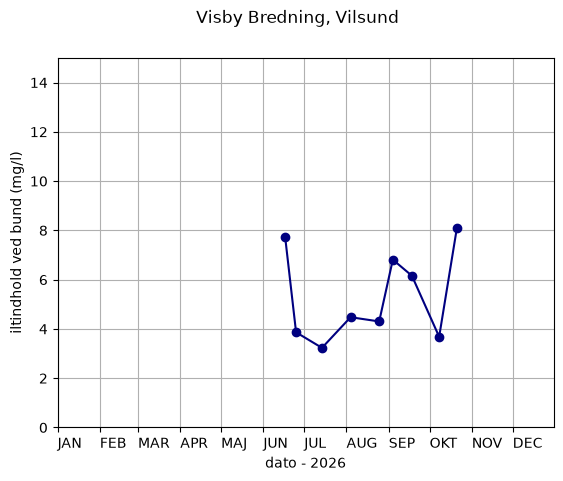 Visby Bredning, Vilsund
iltindhold ved bund (mg/l)
14
12
10
8
6
4
2
0
JAN FEB MAR APR MAJ JUN JUL AUG SEP OKT NOV DEC
dato - 2026